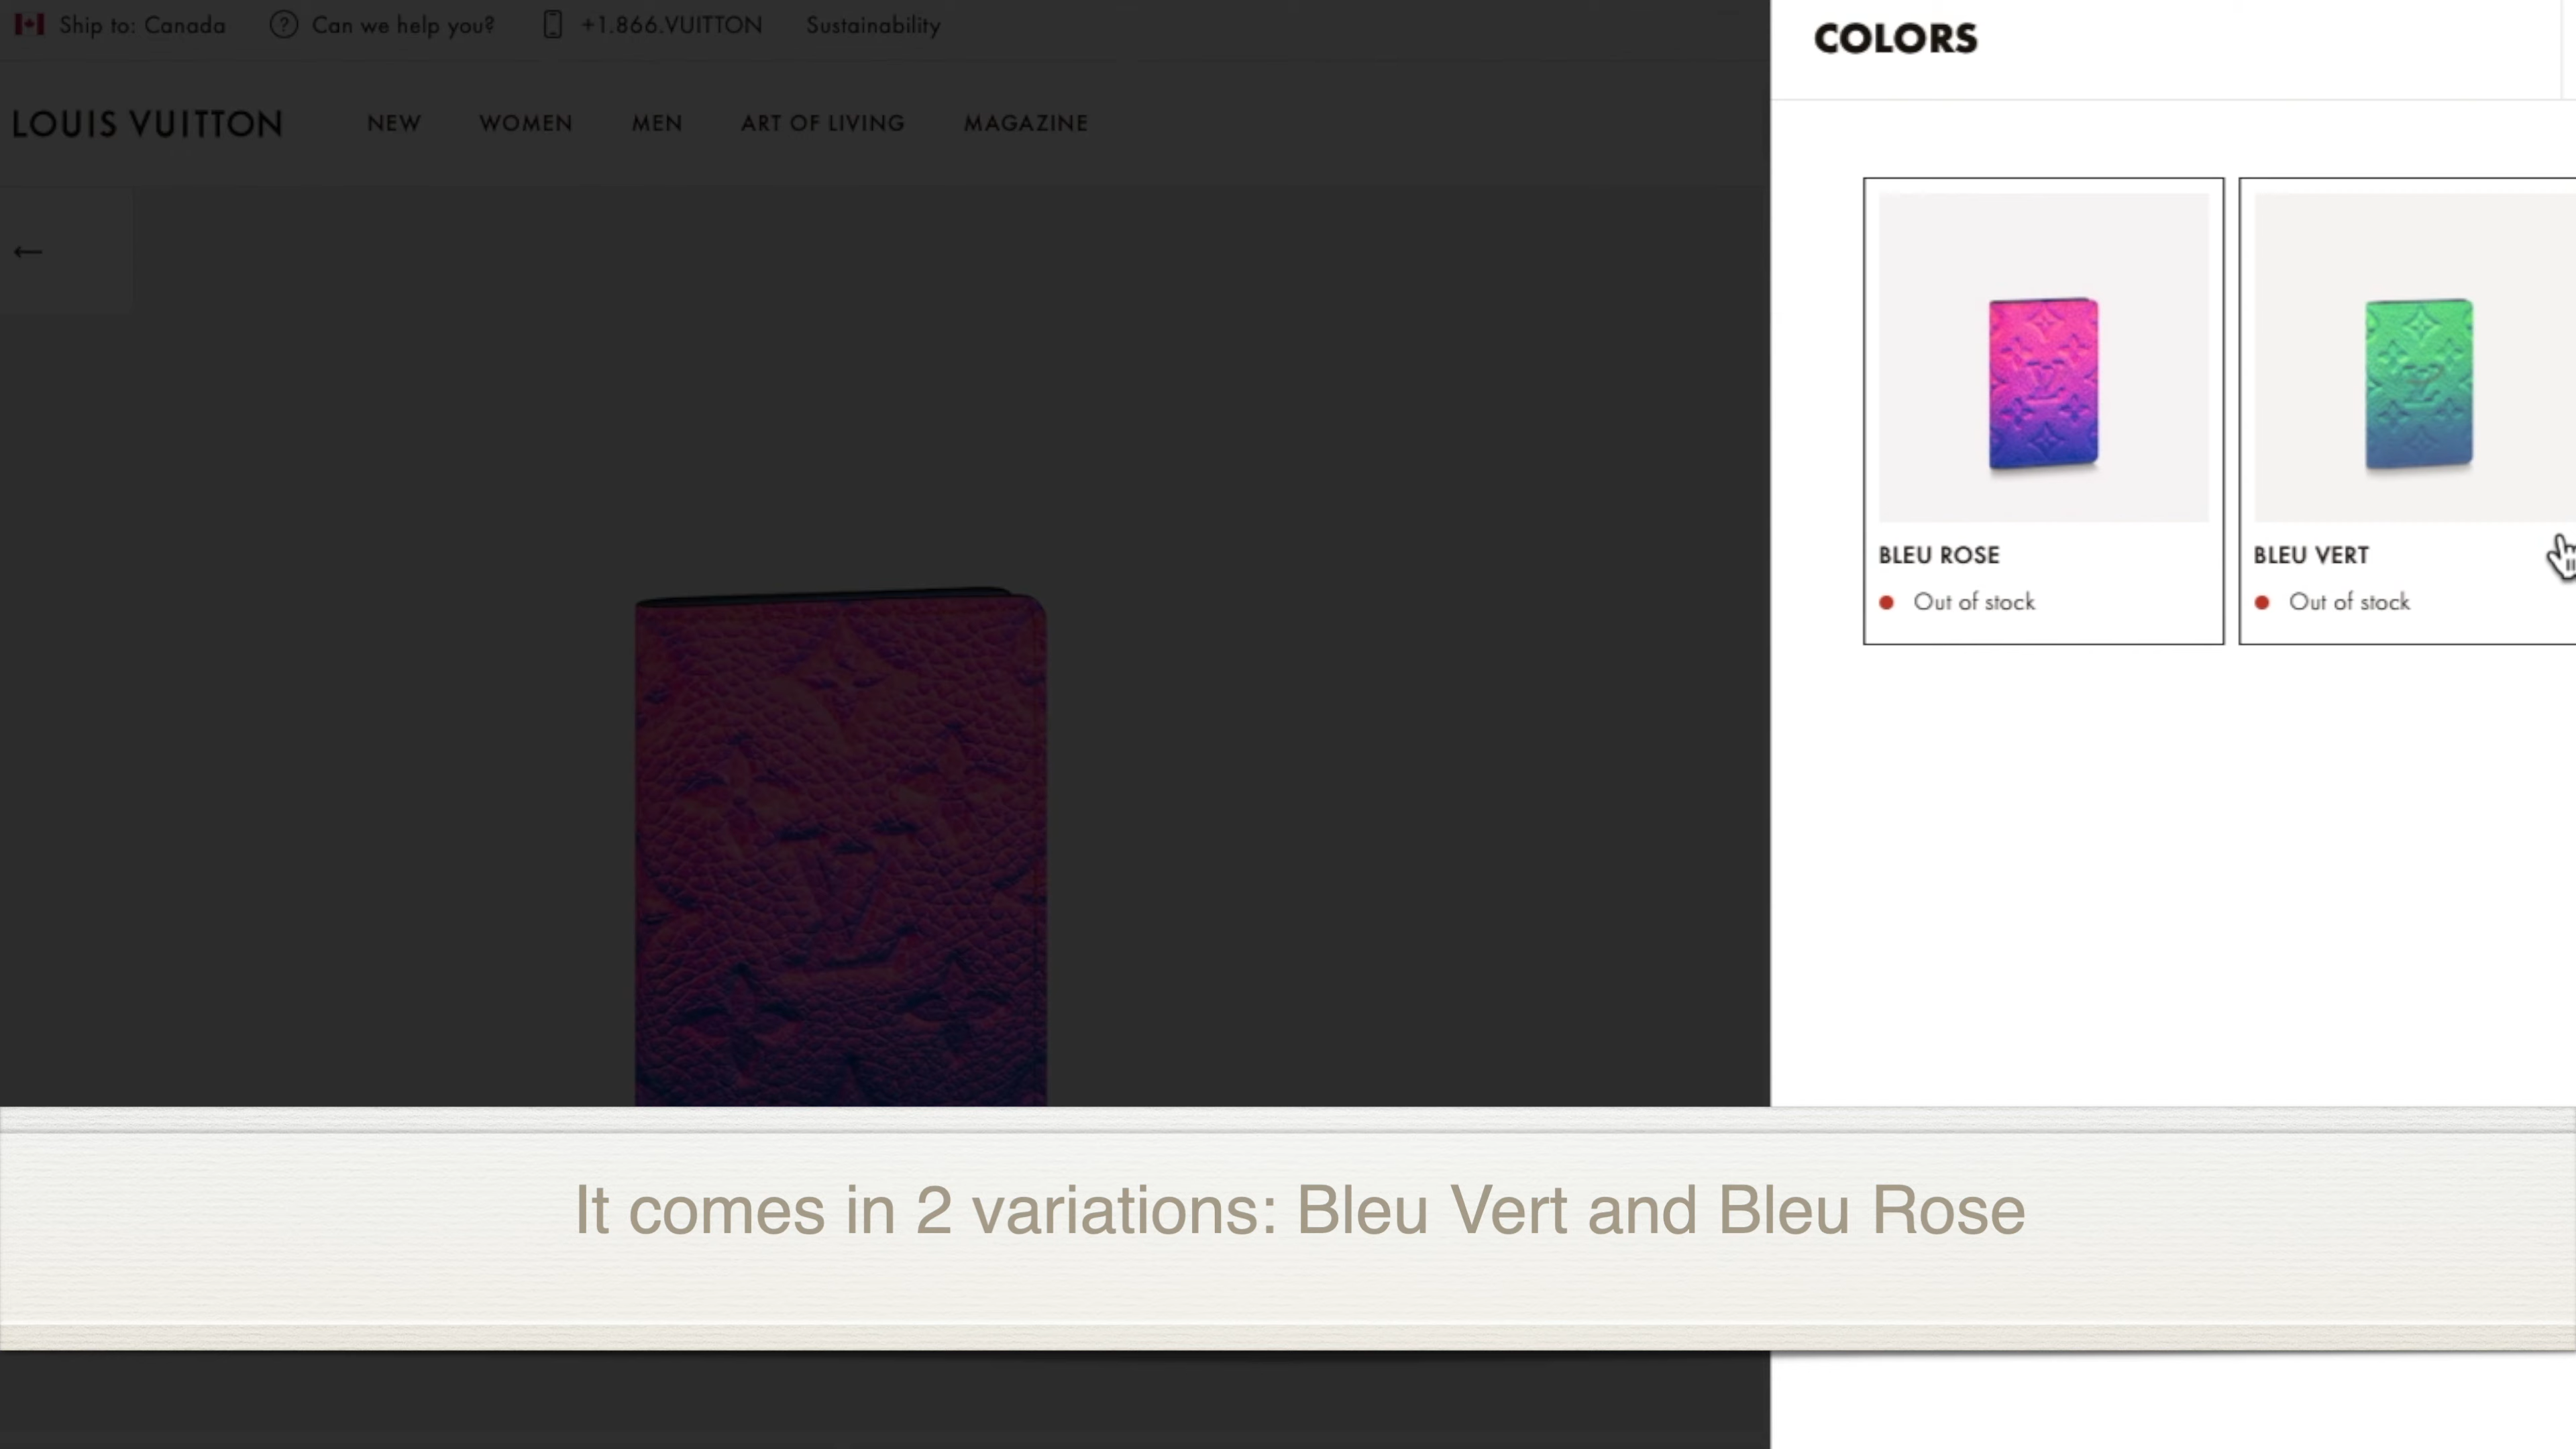 Ship to: Canada
Can we help you?
+1.866.VUITTON
Sustainability
LOUIS VUITTON
NEW
WOMEN
MEN
ART OF LIVING
MAGAZINE
COLORS
BLEU ROSE
Out of stock
BLEU VERT
Out of stock
It comes in 2 variations: Bleu Vert and Bleu Rose